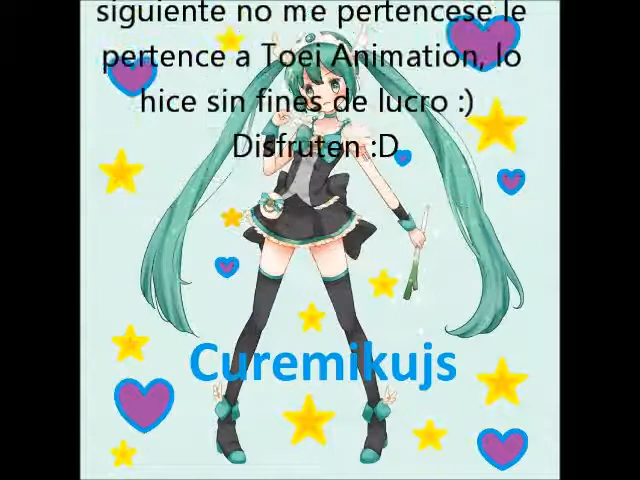 siguiente no me pertencese le
pertence a Toei Animation, lo
hice sin fines de lucro :)
Disfruten :D
Curemikujs